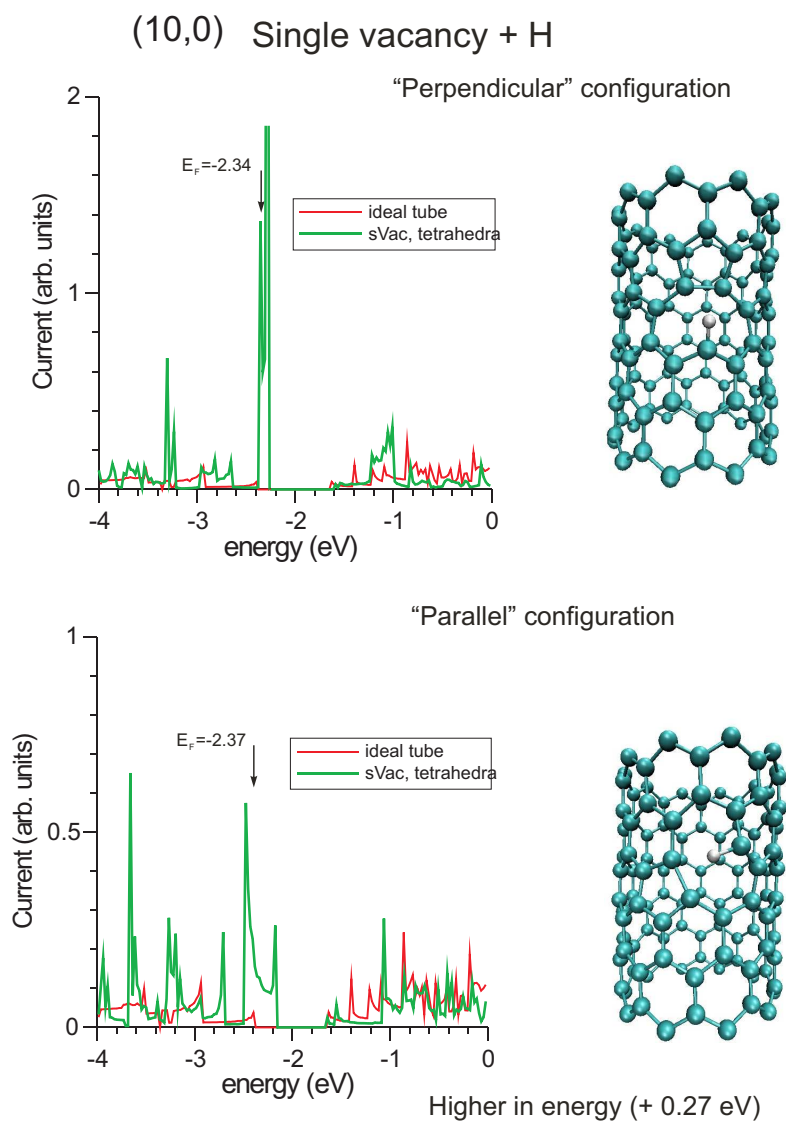 (10,0) Single vacancy + H
“Perpendicular” configuration
2
E_F=-2.34
ideal tube
sVac, tetrahedra
1
Current (arb. units)
0
-4 -3 -2 -1 0
energy (eV)
“Parallel” configuration
1
E_F=-2.37
ideal tube
sVac, tetrahedra
0.5
Current (arb. units)
0
-4 -3 -2 -1 0
energy (eV)
Higher in energy (+ 0.27 eV)